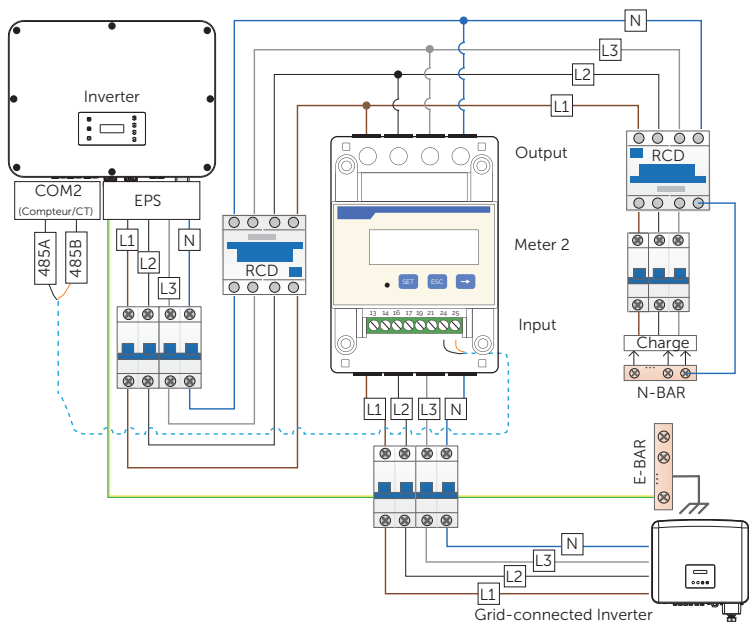 N
L3
L2
L1
Inverter
Output
RCD
COM2
(Compteur/CT)
EPS
485A
485B
L1
L2
L3
N
RCD
Meter 2
SET
ESC
Input
13 14 16 17 19 21 24 25
Charge
N-BAR
L1
L2
L3
N
E-BAR
N
L3
L2
L1
Grid-connected Inverter